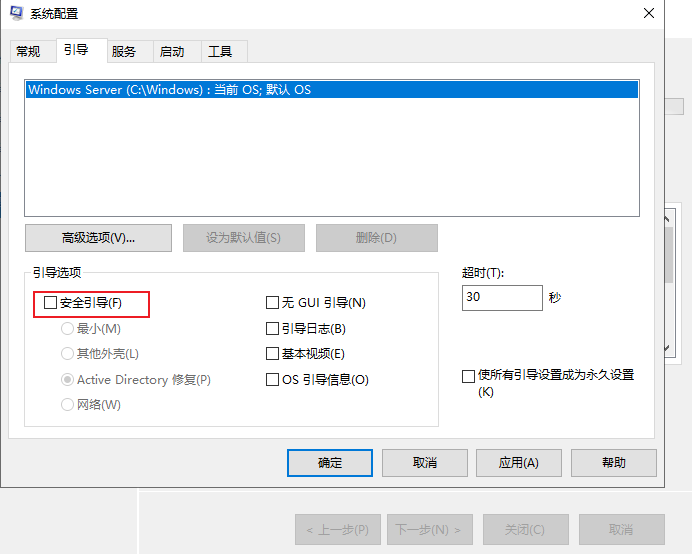 系统配置
常规 引导 服务 启动 工具
Windows Server (C:\Windows) : 当前 OS; 默认 OS
高级选项(V)... 设为默认值(S) 删除(D)
引导选项
安全引导(F)
最小(M)
其他外壳(L)
Active Directory 修复(P)
网络(W)
无 GUI 引导(N)
引导日志(B)
基本视频(E)
OS 引导信息(O)
超时(T):
30 秒
使所有引导设置成为永久设置
(K)
确定 取消 应用(A) 帮助
< 上一步(P) 下一步(N) > 关闭(C) 取消